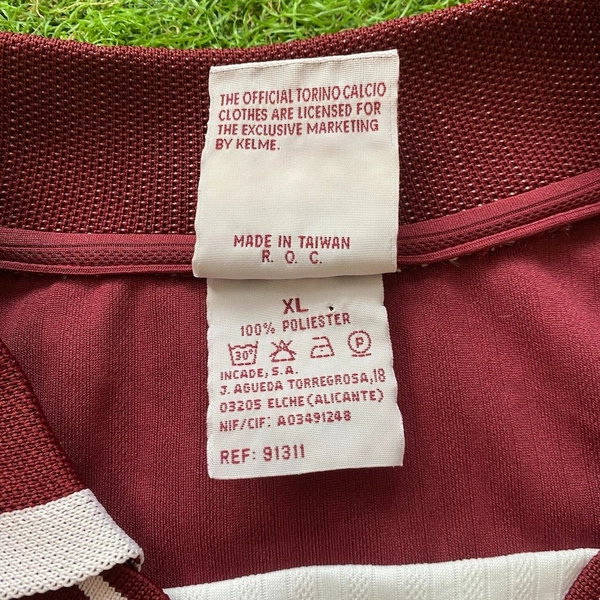 THE OFFICIAL TORINO CALCIO
CLOTHES ARE LICENSED FOR
THE EXCLUSIVE MARKETING
BY KELME.
MADE IN TAIWAN
R. O. C.
XL
100% POLIESTER
30° P
INCADE, S.A.
J. AGUEDA TORREGROSA,18
03205 ELCHE (ALICANTE)
NIF/CIF: A03491248
REF: 91311